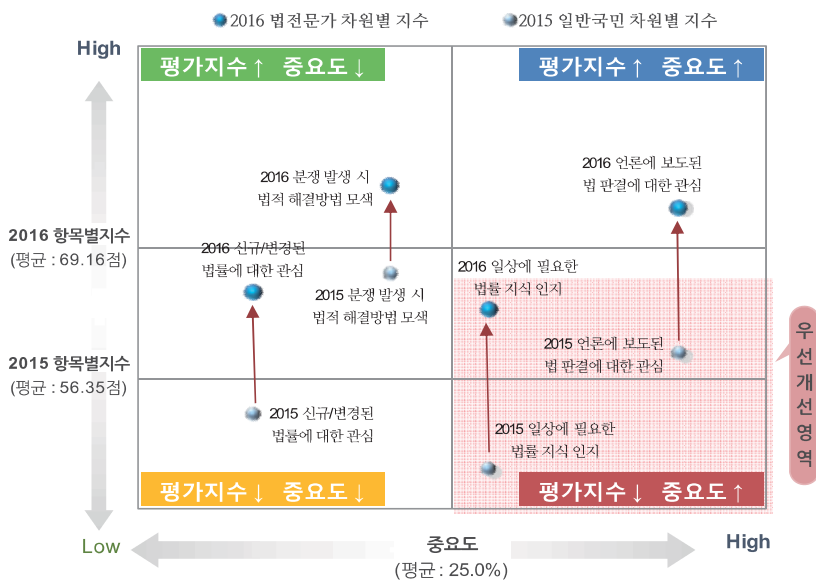 2016 법전문가 차원별 지수
2015 일반국민 차원별 지수
High
평가지수↑ 중요도↓
평가지수↑ 중요도↑
2016 분쟁 발생 시
법적 해결방법 모색
2016 언론에 보도된
법 판결에 대한 관심
2016 항목별지수
(평균 : 69.16점)
2016 신규/변경된
법률에 대한 관심
2015 분쟁 발생 시
법적 해결방법 모색
2016 일상에 필요한
법률 지식 인지
2015 언론에 보도된
법 판결에 대한 관심
우선개선영역
2015 항목별지수
(평균 : 56.35점)
2015 신규/변경된
법률에 대한 관심
2015 일상에 필요한
법률 지식 인지
평가지수↓ 중요도↓
평가지수↓ 중요도↑
Low
중요도
(평균 : 25.0%)
High